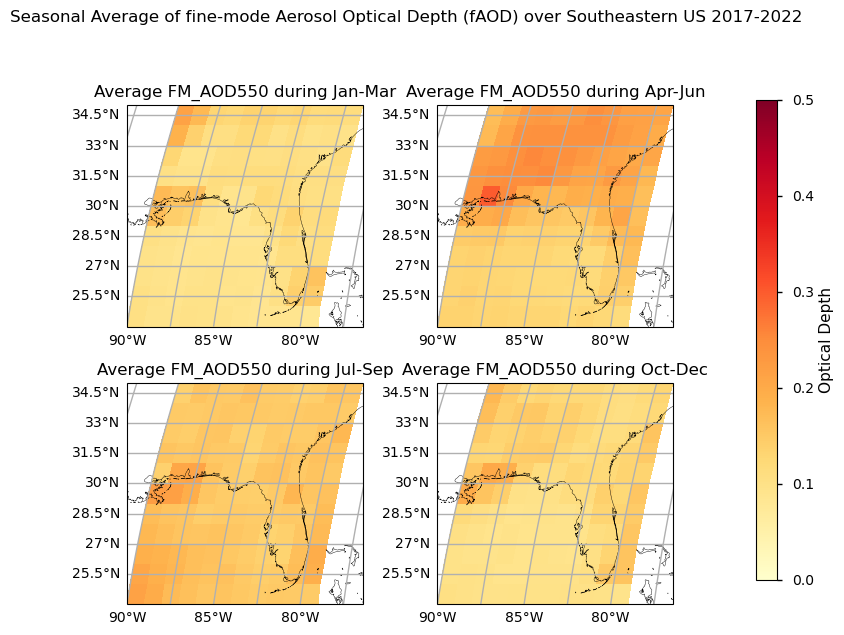 Seasonal Average of fine-mode Aerosol Optical Depth (fAOD) over Southeastern US 2017-2022
Average FM_AOD550 during Jan-Mar
34.5°N
33°N
31.5°N
30°N
28.5°N
27°N
25.5°N
90°W 85°W 80°W
Average FM_AOD550 during Apr-Jun
34.5°N
33°N
31.5°N
30°N
28.5°N
27°N
25.5°N
90°W 85°W 80°W
Average FM_AOD550 during Jul-Sep
34.5°N
33°N
31.5°N
30°N
28.5°N
27°N
25.5°N
90°W 85°W 80°W
Average FM_AOD550 during Oct-Dec
34.5°N
33°N
31.5°N
30°N
28.5°N
27°N
25.5°N
90°W 85°W 80°W
0.5
0.4
0.3
0.2
0.1
0.0
Optical Depth